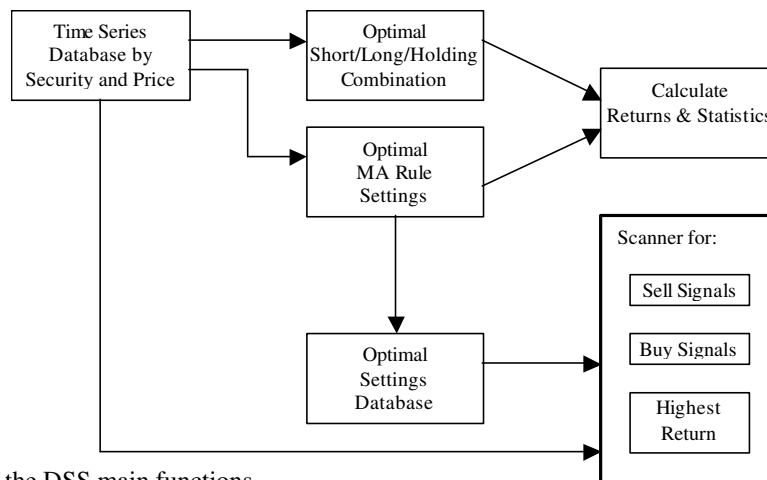 Time Series
Database by
Security and Price
Optimal
Short/Long/Holding
Combination
Calculate
Returns & Statistics
Optimal
MA Rule
Settings
Scanner for:
Sell Signals
Buy Signals
Highest
Return
Optimal
Settings
Database
the DSS main functions